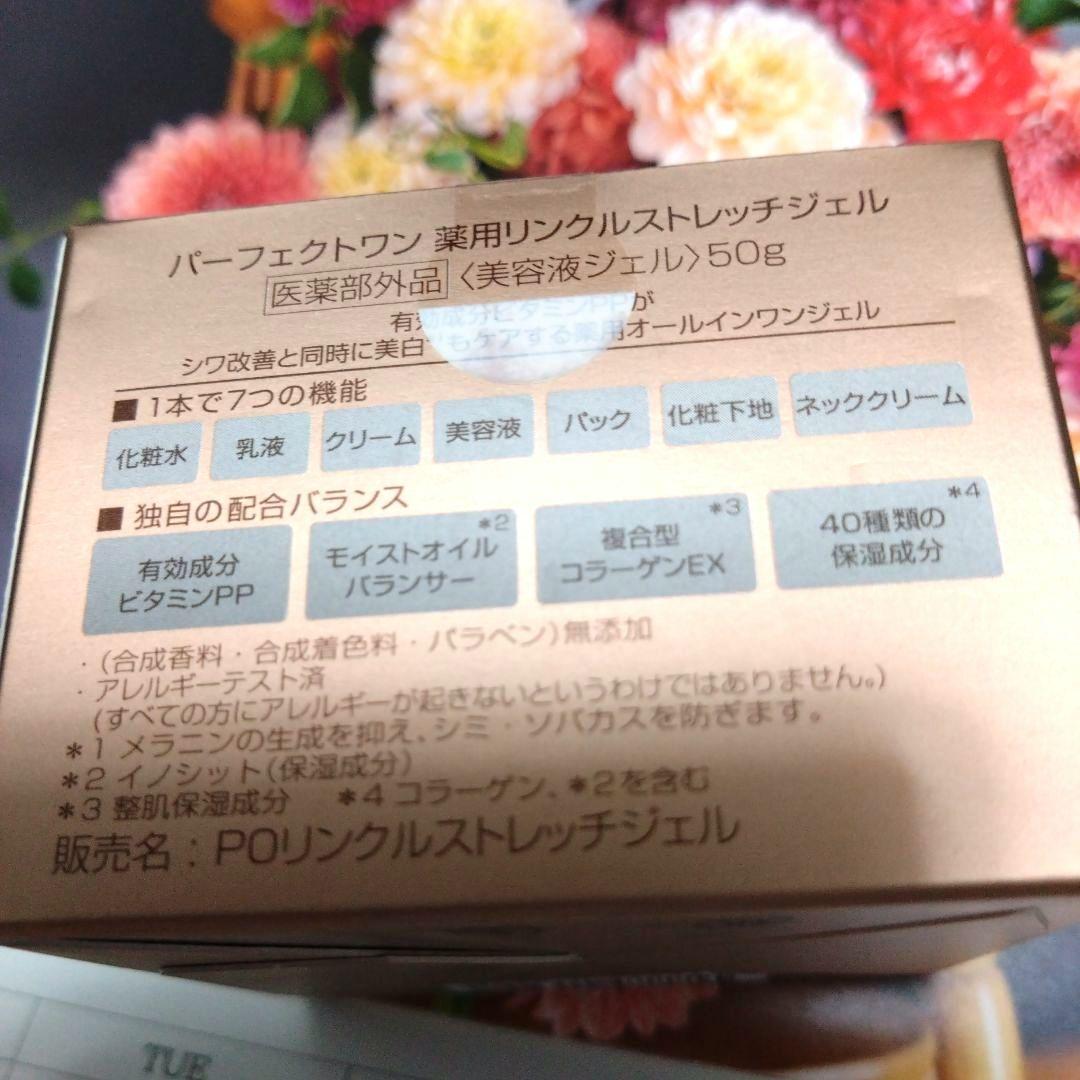 パーフェクトワン 薬用リンクルストレッチジェル
医薬部外品 〈美容液ジェル〉50g
有効成分ビタミンPPが
シワ改善と同時に美白*1もケアする薬用オールインワンジェル
■ 1本で7つの機能
化粧水 乳液 クリーム 美容液 パック 化粧下地 ネッククリーム
■ 独自の配合バランス
有効成分
ビタミンPP
*2
モイストオイル
バランサー
*3
複合型
コラーゲンEX
*4
40種類の
保湿成分
・(合成香料・合成着色料・パラベン)無添加
・アレルギーテスト済
(すべての方にアレルギーが起きないというわけではありません。)
*1 メラニンの生成を抑え、シミ・ソバカスを防ぎます。
*2 イノシット(保湿成分)
*3 整肌保湿成分 *4 コラーゲン、*2を含む
販売名：POリンクルストレッチジェル
TUE